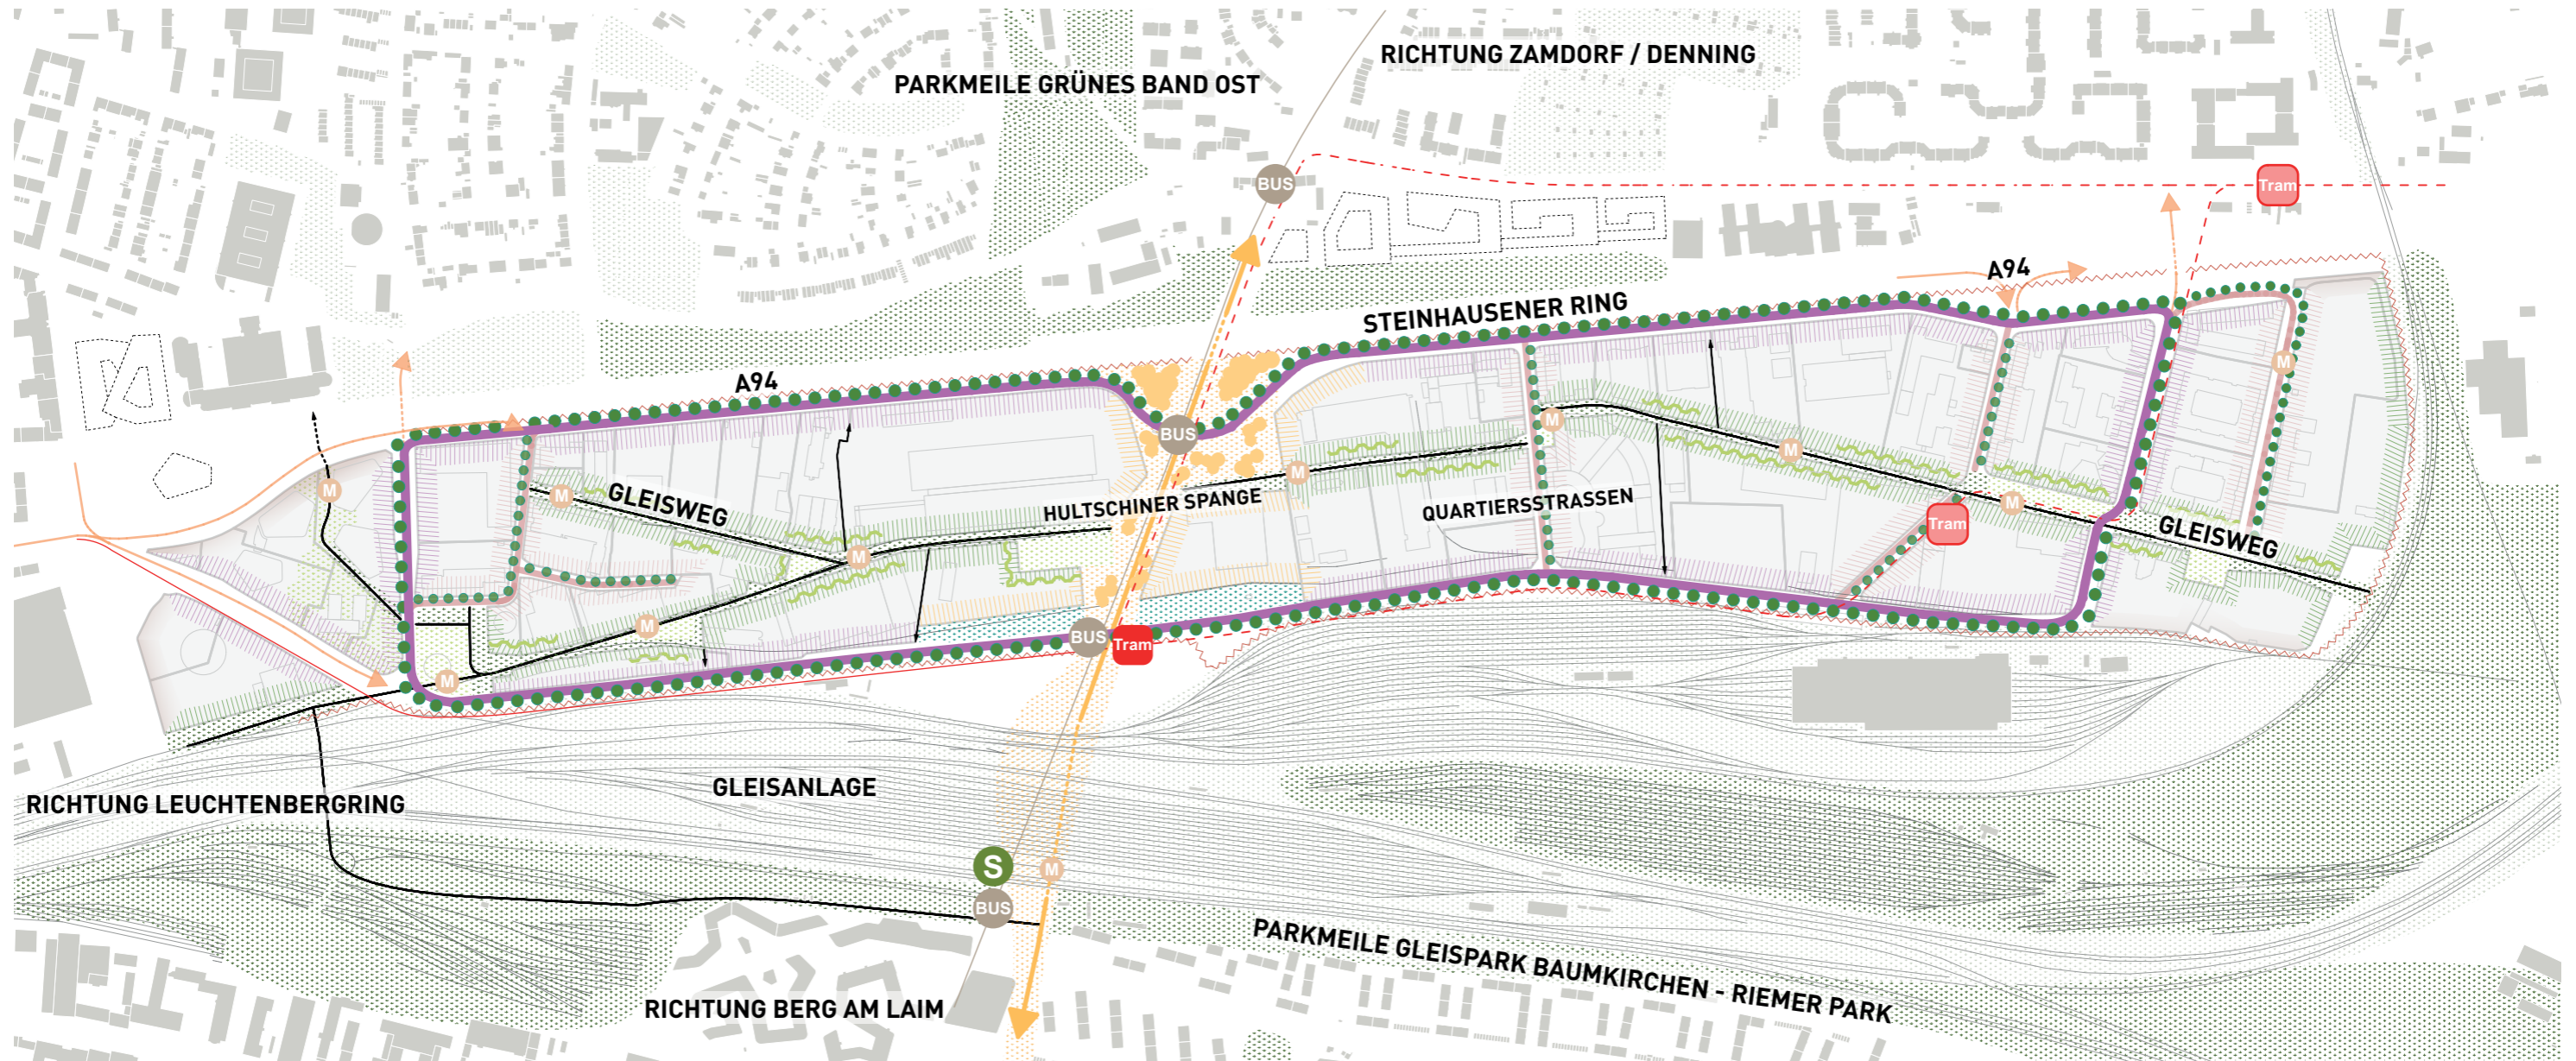 RICHTUNG ZAMDORF / DENNING
PARKMEILE GRÜNES BAND OST
BUS
Tram
A94
STEINHAUSENER RING
A94
M
BUS
M
M
M
M
M
GLEISWEG
HULTSCHINER SPANGE
QUARTIERSSTRASSEN
M
M
Tram
GLEISWEG
M
M
BUS
Tram
M
GLEISANLAGE
RICHTUNG LEUCHTENBERGRING
S
M
BUS
PARKMEILE GLEISPARK BAUMKIRCHEN - RIEMER PARK
RICHTUNG BERG AM LAIM